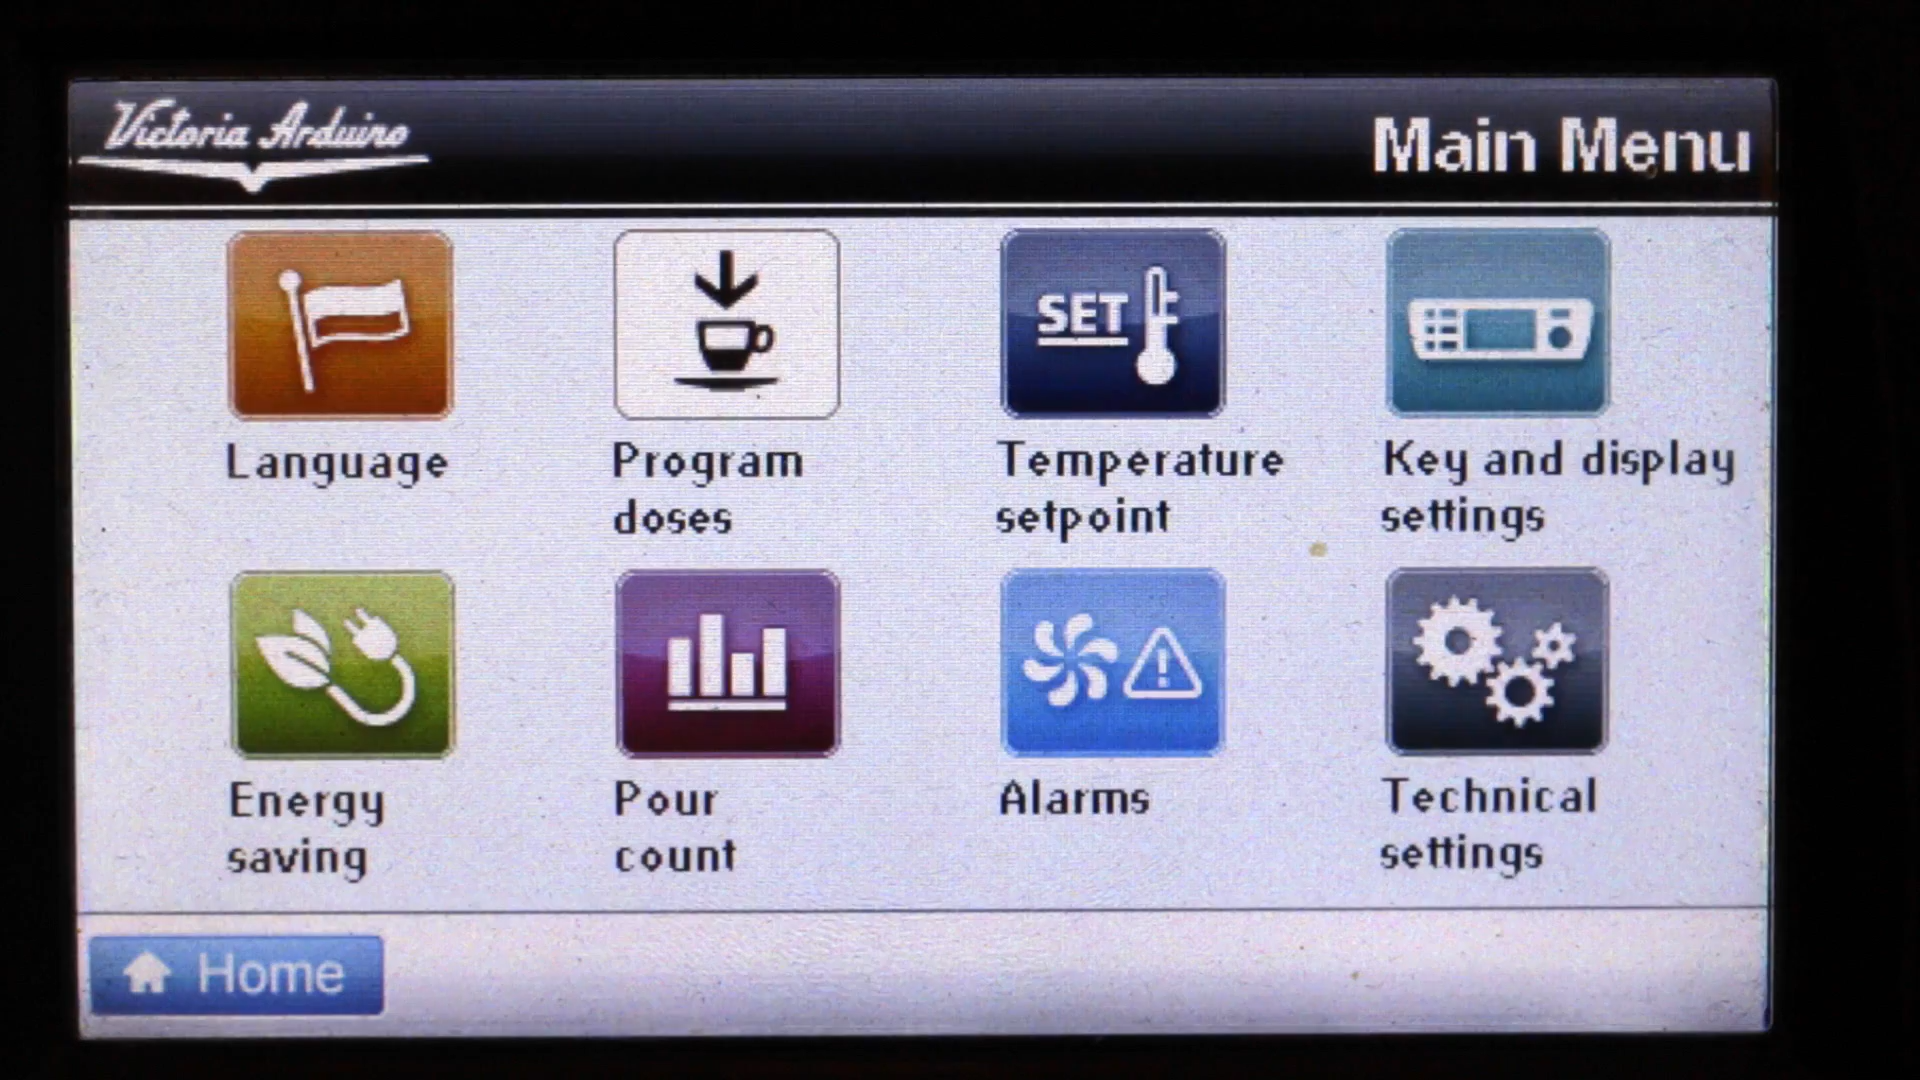 Victoria Arduino
Main Menu
SET
Language
Program
doses
Temperature
setpoint
Key and display
settings
Energy
saving
Pour
count
Alarms
Technical
settings
Home